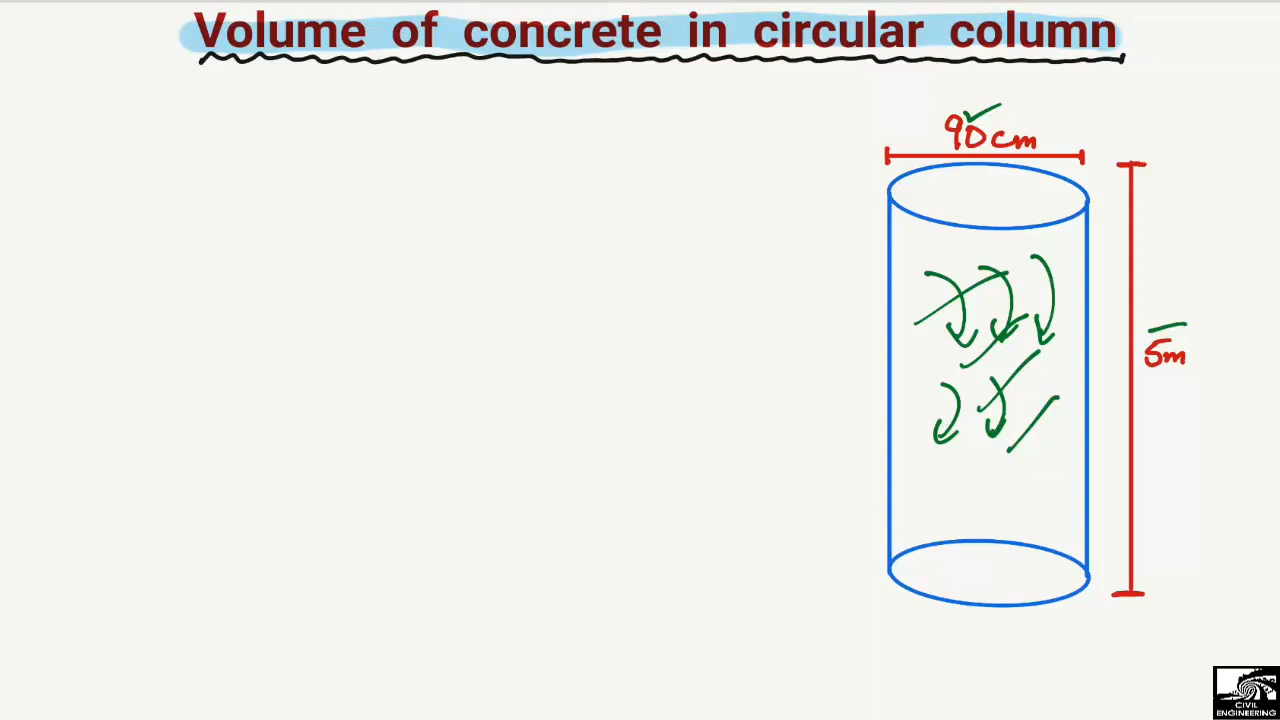 Volume of concrete in circular column
90cm
5m
CIVIL
ENGINEERING